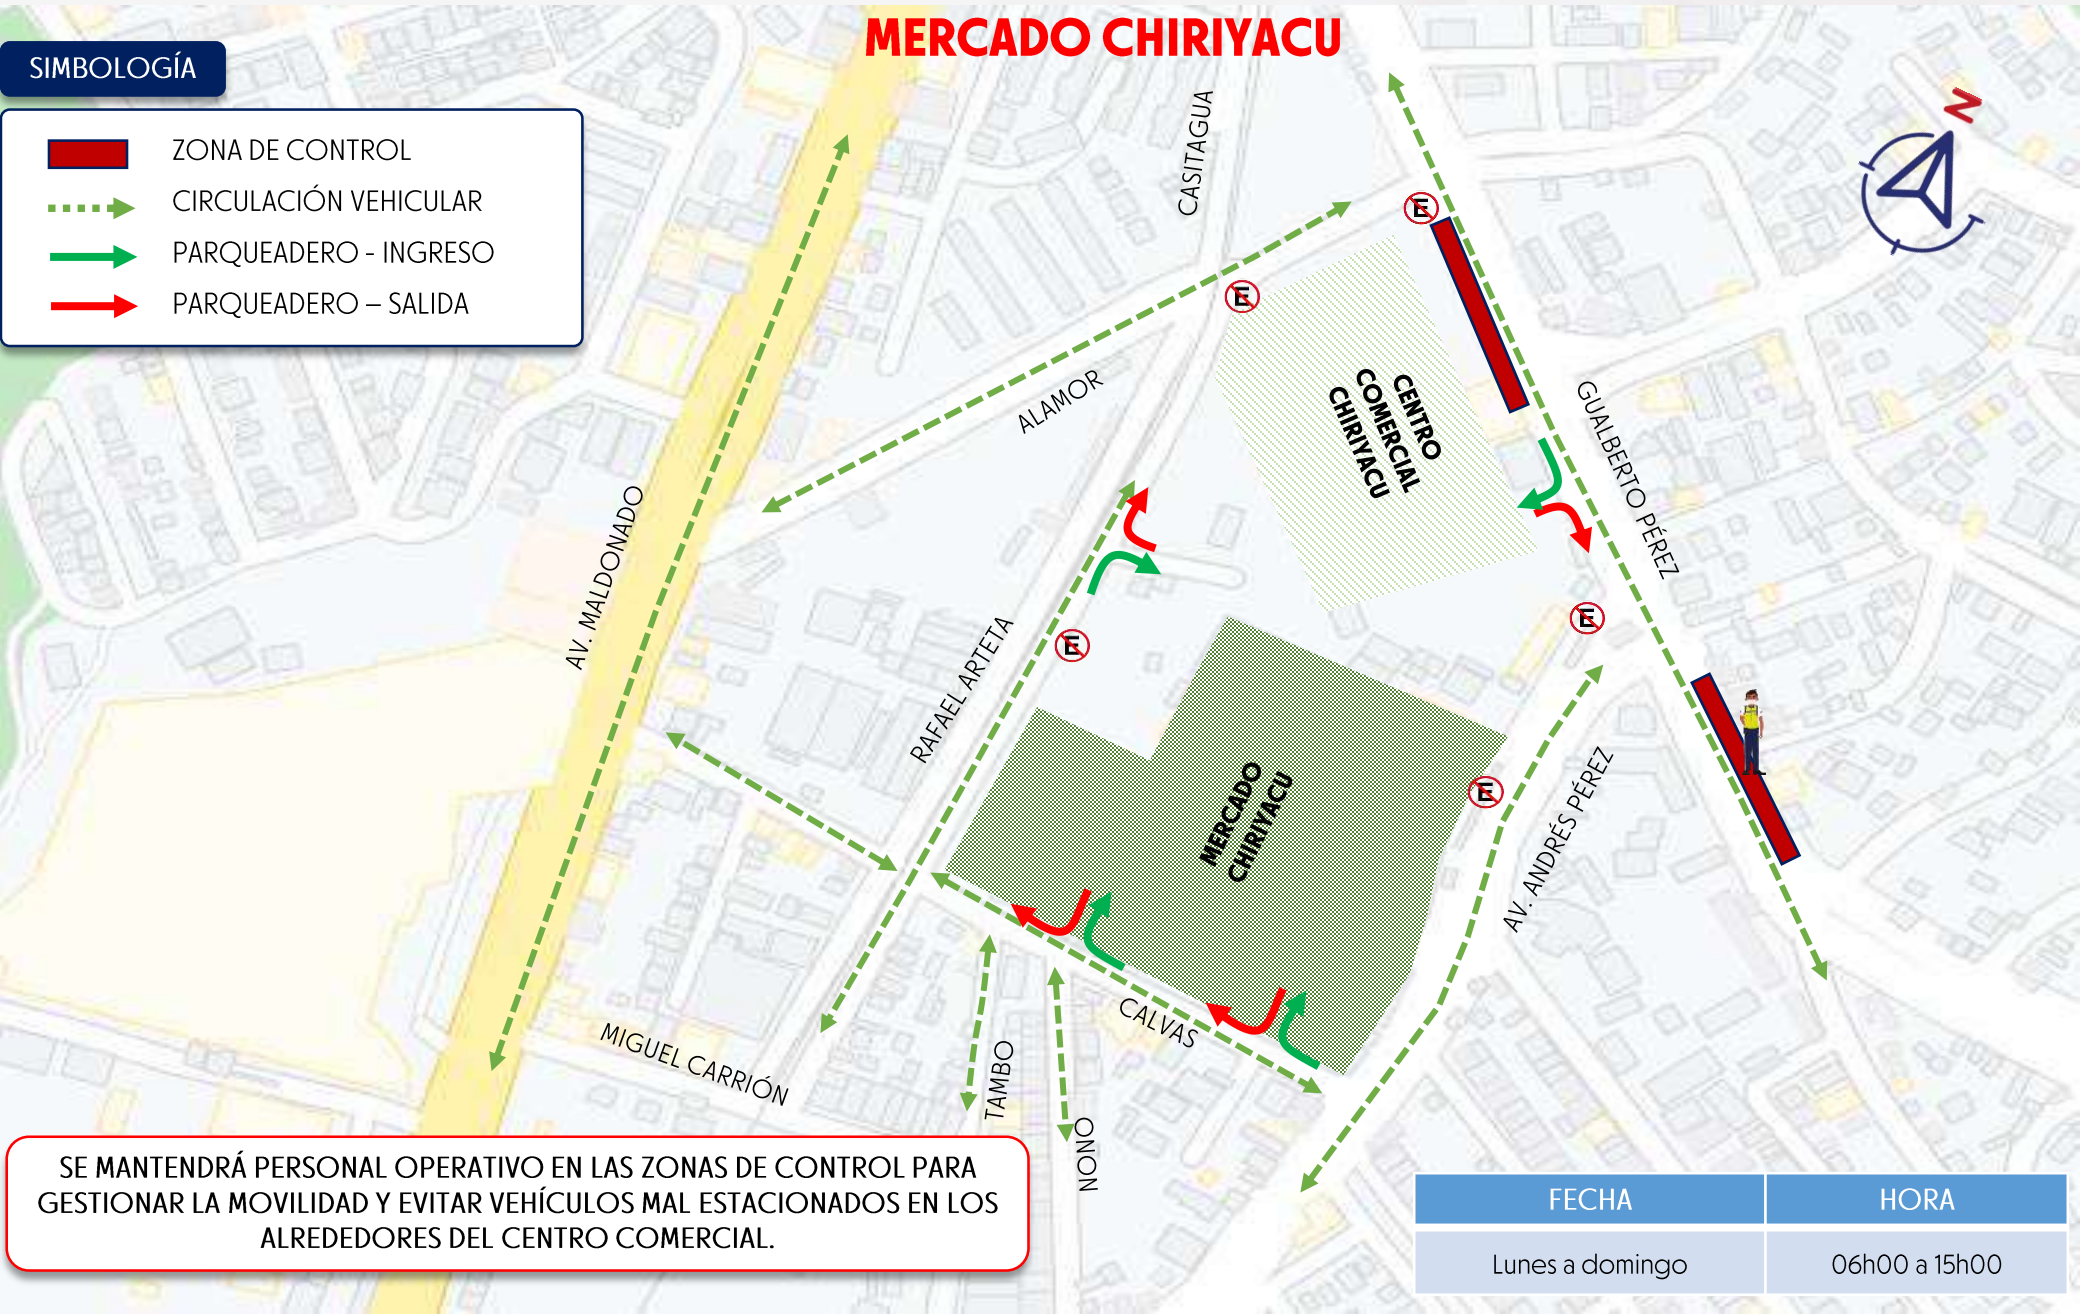 MERCADO CHIRIYACU
SIMBOLOGÍA
ZONA DE CONTROL
CIRCULACIÓN VEHICULAR
PARQUEADERO - INGRESO
PARQUEADERO – SALIDA
N
CASITAGUA
E
E
ALAMOR
CENTRO
COMERCIAL
CHIRIYACU
GUALBERTO PÉREZ
AV. MALDONADO
RAFAEL ARTETA
E
E
MERCADO
CHIRIYACU
E
AV. ANDRÉS PÉREZ
CALVAS
MIGUEL CARRIÓN
TAMBO
ONON
SE MANTENDRÁ PERSONAL OPERATIVO EN LAS ZONAS DE CONTROL PARA
GESTIONAR LA MOVILIDAD Y EVITAR VEHÍCULOS MAL ESTACIONADOS EN LOS
ALREDEDORES DEL CENTRO COMERCIAL.
FECHA HORA
Lunes a domingo 06h00 a 15h00